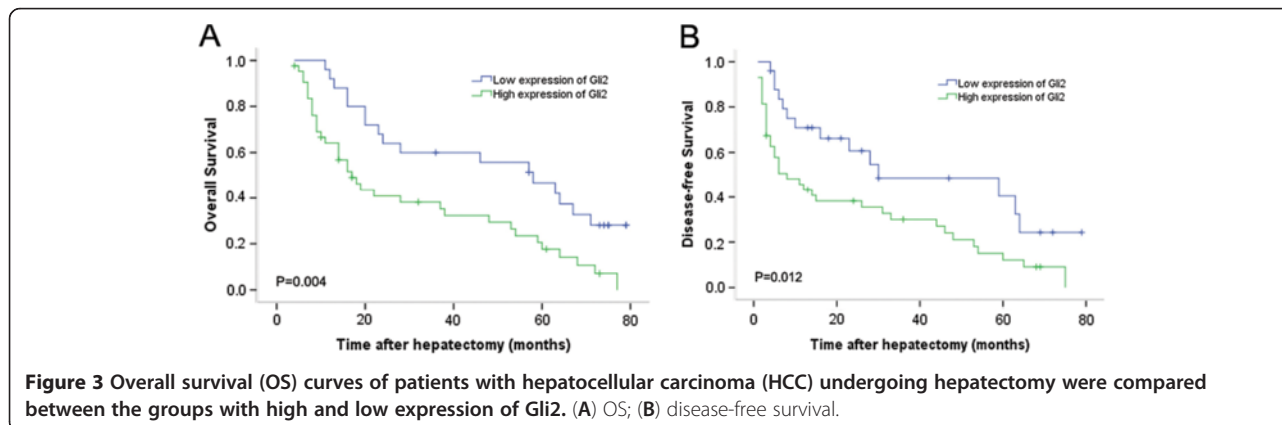 A
Overall Survival
1.0
0.8
0.6
0.4
0.2
0.0
Low expression of Gli2
High expression of Gli2
P=0.004
0 20 40 60 80
Time after hepatectomy (months)
B
Disease-free Survival
1.0
0.8
0.6
0.4
0.2
0.0
Low expression of Gli2
High expression of Gli2
P=0.012
0 20 40 60 80
Time after hepatectomy (months)
Figure 3 Overall survival (OS) curves of patients with hepatocellular carcinoma (HCC) undergoing hepatectomy were compared
between the groups with high and low expression of Gli2. (A) OS; (B) disease-free survival.